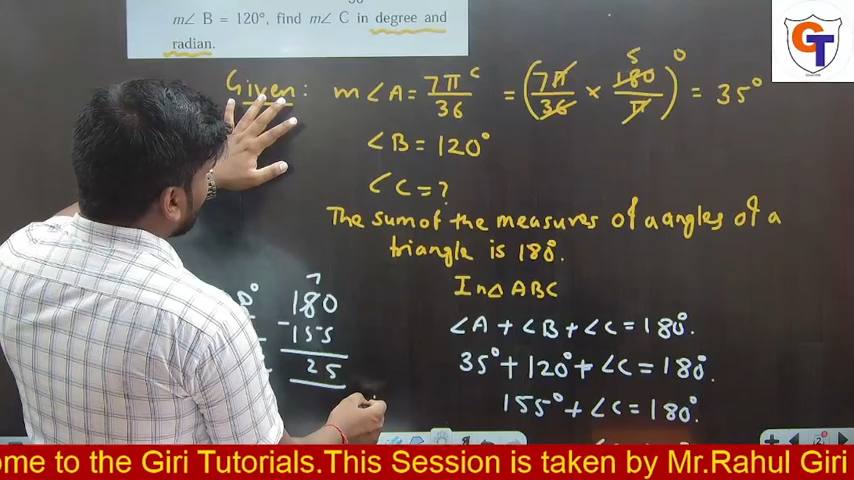 m∠ B = 120°, find m∠ C in degree and
radian.
GT
Given: m∠A = 7π/36 ᶜ = (7π/36 × 180/π)° = 35°
5
∠B = 120°
∠C = ?
The sum of the measures of a angles of a
triangle is 180°.
In △ ABC
∠A + ∠B + ∠C = 180°.
35° + 120° + ∠C = 180°.
155° + ∠C = 180°.
7
180
- 155
25
ome to the Giri Tutorials.This Session is taken by Mr.Rahul Giri